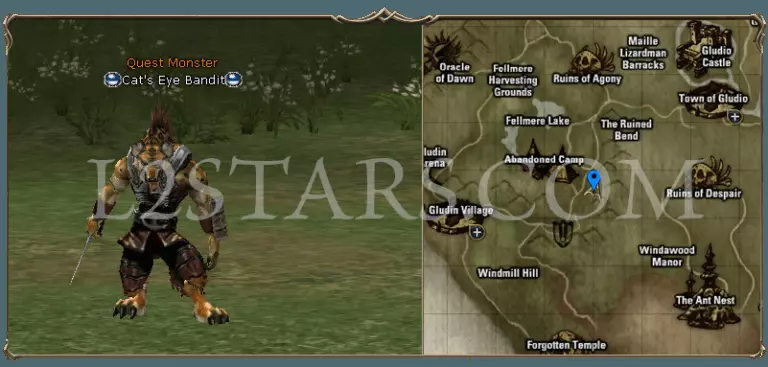 Quest Monster
Cat's Eye Bandit
L2STARS.COM
Oracle
of Dawn
Fellmere
Harvesting
Grounds
Ruins of Agony
Maille
Lizardman
Barracks
Gludio
Castle
Town of Gludio
Fellmere Lake
The Ruined
Bend
ludin
rena
Abandoned Camp
Ruins of Despair
Gludin Village
Windawood
Manor
Windmill Hill
The Ant Nest
Forgotten Temple